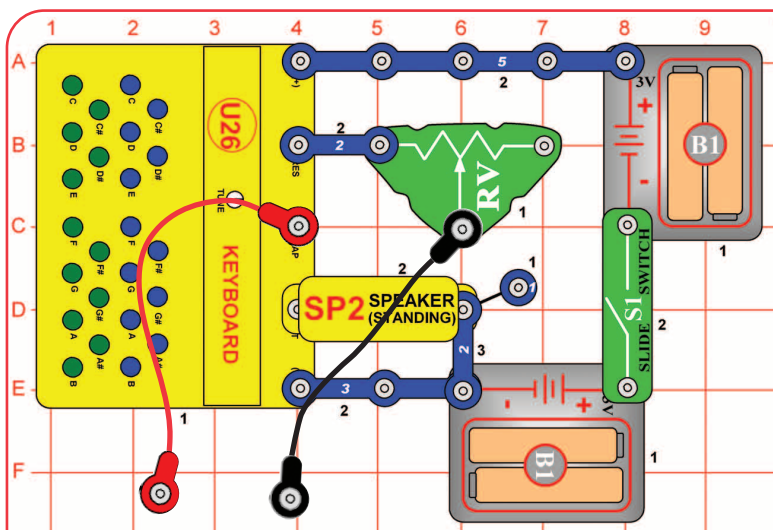 1 2 3 4 5 6 7 8 9
A
B
C
D
E
F
U26
TUNE
KEYBOARD
C
C#
D
D#
E
F
F#
G
G#
A
A#
B
C
C#
D
D#
E
F
F#
G
G#
A
A#
B
1
(+)
5
2
2
2
RV
1
3V
+
-
B1
1
2
SP2 SPEAKER
(STANDING)
1
1
2
3
3
2
S1
SLIDE SWITCH
2
- +
B1
1